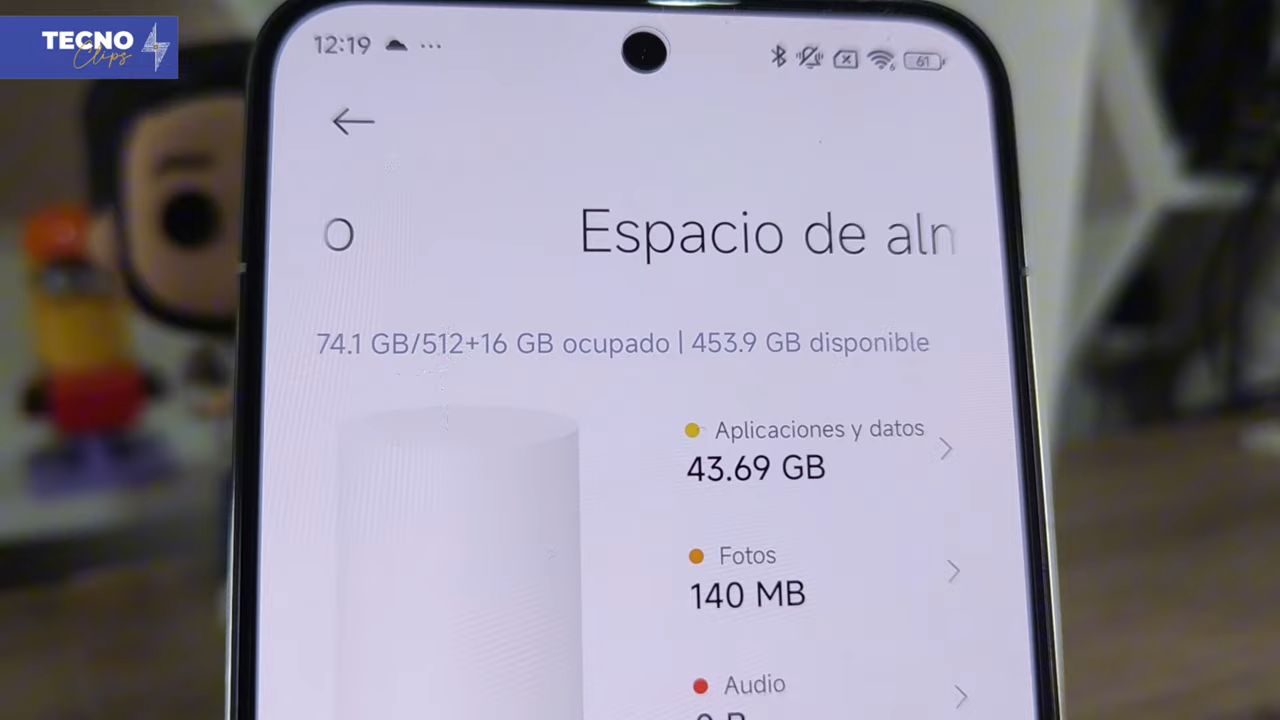 TECNO
Clips
12:19 ...
61
O Espacio de aln
74.1 GB/512+16 GB ocupado | 453.9 GB disponible
Aplicaciones y datos
43.69 GB
Fotos
140 MB
Audio